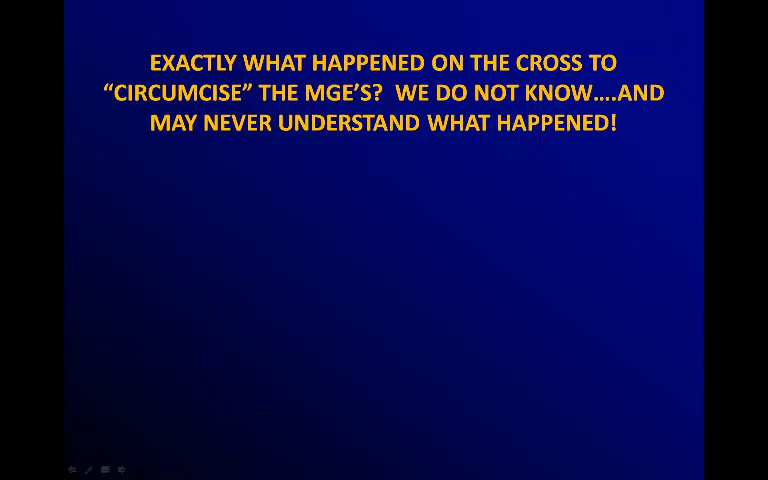 EXACTLY WHAT HAPPENED ON THE CROSS TO
“CIRCUMCISE” THE MGE’S?  WE DO NOT KNOW….AND
MAY NEVER UNDERSTAND WHAT HAPPENED!